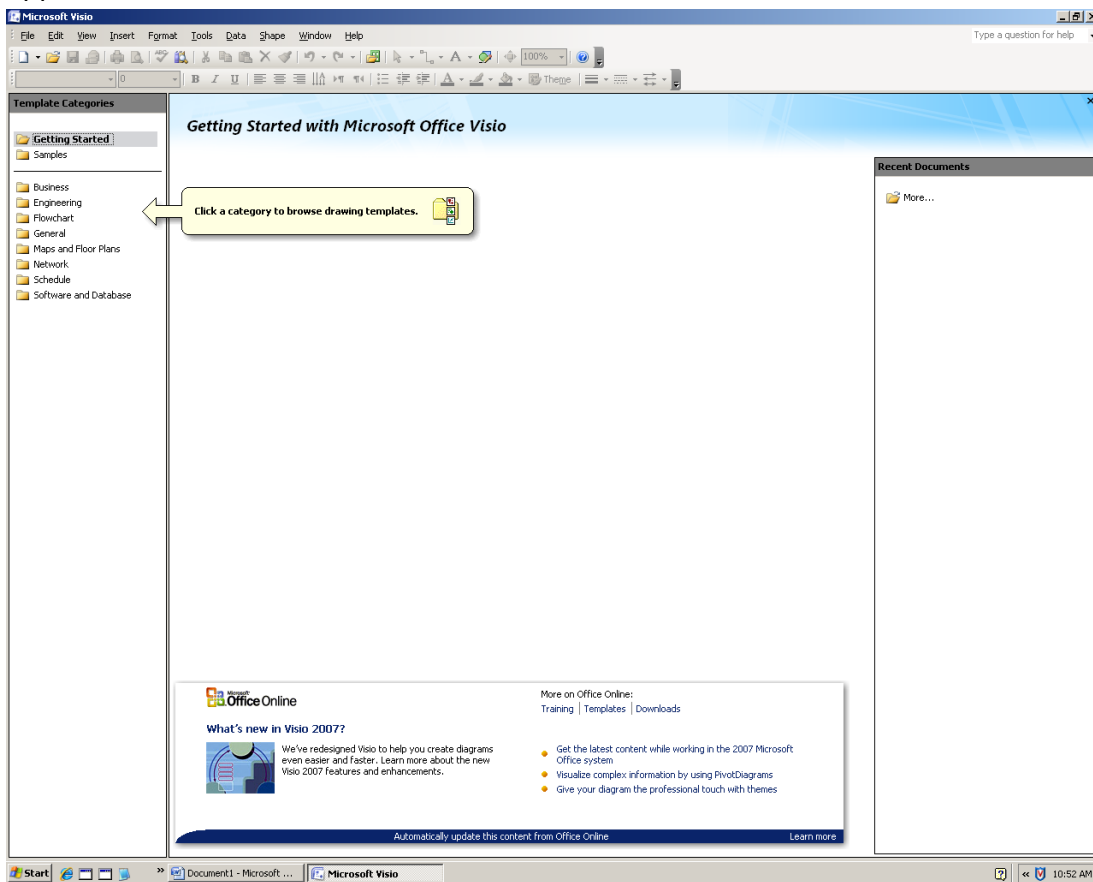 Microsoft Visio
File Edit View Insert Format Tools Data Shape Window Help
Type a question for help
100%
0
B I U
A
Theme
Template Categories
Getting Started
Samples
Business
Engineering
Flowchart
General
Maps and Floor Plans
Network
Schedule
Software and Database
Getting Started with Microsoft Office Visio
Click a category to browse drawing templates.
Recent Documents
More...
Microsoft
Office Online
What's new in Visio 2007?
We've redesigned Visio to help you create diagrams
even easier and faster. Learn more about the new
Visio 2007 features and enhancements.
More on Office Online:
Training | Templates | Downloads
Get the latest content while working in the 2007 Microsoft
Office system
Visualize complex information by using PivotDiagrams
Give your diagram the professional touch with themes
Automatically update this content from Office Online
Learn more
Start
Document1 - Microsoft ...
Microsoft Visio
10:52 AM